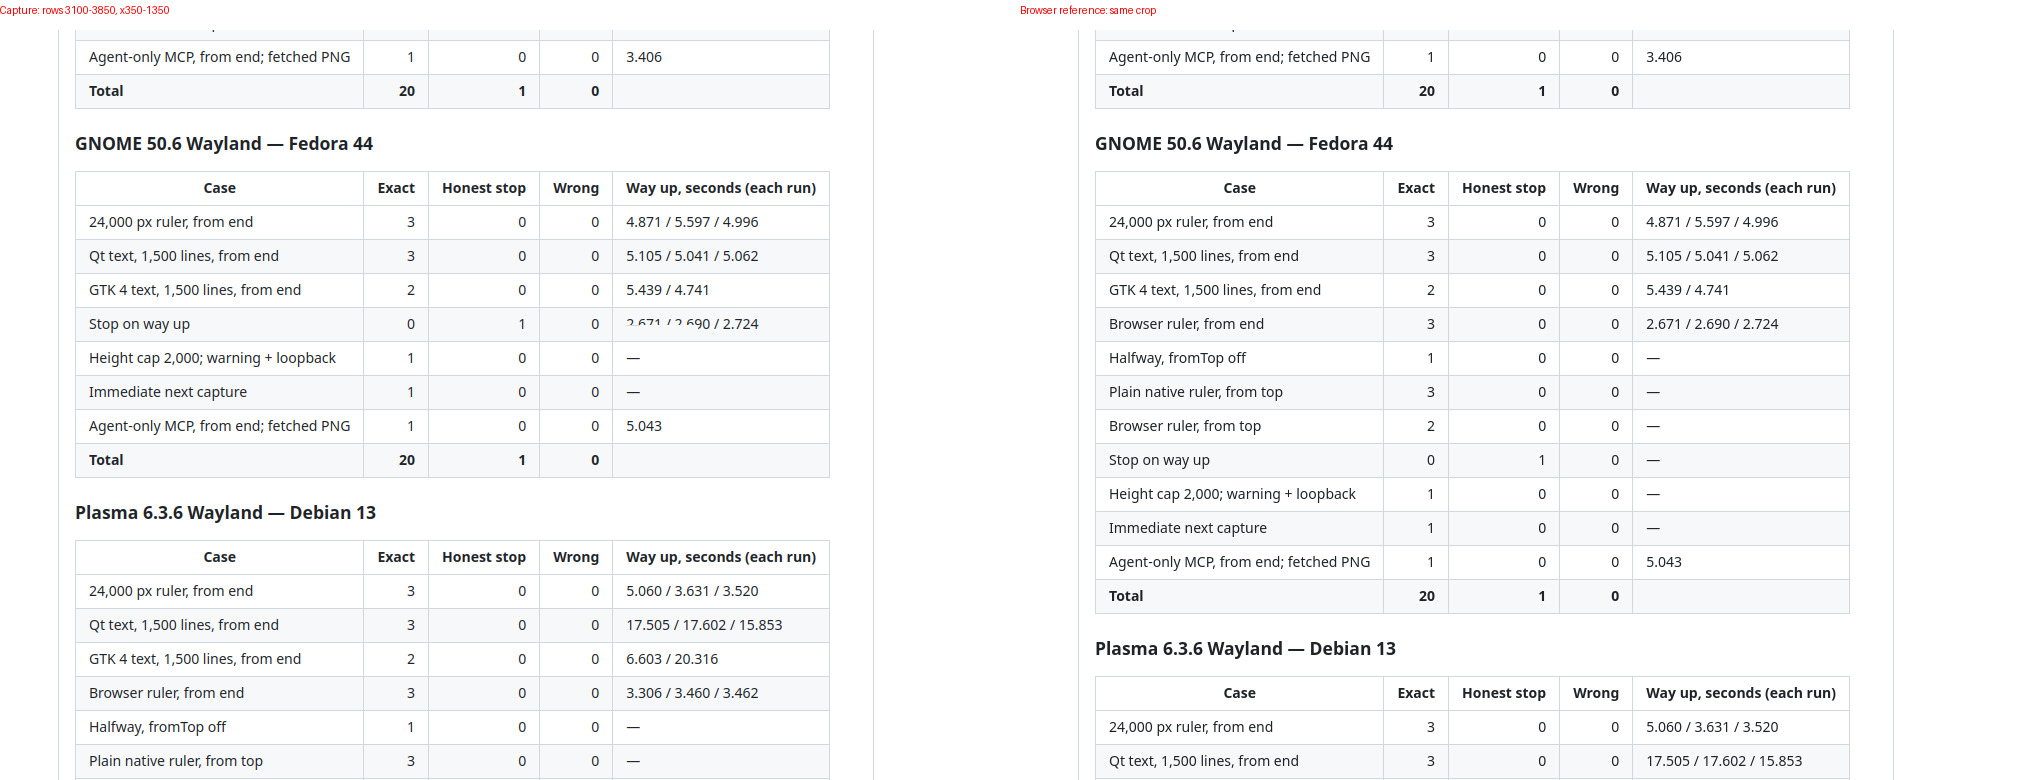 Capture: rows 3100-3850, x350-1350
Agent-only MCP, from end; fetched PNG 1 0 0 3.406
Total 20 1 0
GNOME 50.6 Wayland — Fedora 44
Case Exact Honest stop Wrong Way up, seconds (each run)
24,000 px ruler, from end 3 0 0 4.871 / 5.597 / 4.996
Qt text, 1,500 lines, from end 3 0 0 5.105 / 5.041 / 5.062
GTK 4 text, 1,500 lines, from end 2 0 0 5.439 / 4.741
Stop on way up 0 1 0 2.671 / 2.690 / 2.724
Height cap 2,000; warning + loopback 1 0 0 —
Immediate next capture 1 0 0 —
Agent-only MCP, from end; fetched PNG 1 0 0 5.043
Total 20 1 0
Plasma 6.3.6 Wayland — Debian 13
Case Exact Honest stop Wrong Way up, seconds (each run)
24,000 px ruler, from end 3 0 0 5.060 / 3.631 / 3.520
Qt text, 1,500 lines, from end 3 0 0 17.505 / 17.602 / 15.853
GTK 4 text, 1,500 lines, from end 2 0 0 6.603 / 20.316
Browser ruler, from end 3 0 0 3.306 / 3.460 / 3.462
Halfway, fromTop off 1 0 0 —
Plain native ruler, from top 3 0 0 —
Browser reference: same crop
Agent-only MCP, from end; fetched PNG 1 0 0 3.406
Total 20 1 0
GNOME 50.6 Wayland — Fedora 44
Case Exact Honest stop Wrong Way up, seconds (each run)
24,000 px ruler, from end 3 0 0 4.871 / 5.597 / 4.996
Qt text, 1,500 lines, from end 3 0 0 5.105 / 5.041 / 5.062
GTK 4 text, 1,500 lines, from end 2 0 0 5.439 / 4.741
Browser ruler, from end 3 0 0 2.671 / 2.690 / 2.724
Halfway, fromTop off 1 0 0 —
Plain native ruler, from top 3 0 0 —
Browser ruler, from top 2 0 0 —
Stop on way up 0 1 0 —
Height cap 2,000; warning + loopback 1 0 0 —
Immediate next capture 1 0 0 —
Agent-only MCP, from end; fetched PNG 1 0 0 5.043
Total 20 1 0
Plasma 6.3.6 Wayland — Debian 13
Case Exact Honest stop Wrong Way up, seconds (each run)
24,000 px ruler, from end 3 0 0 5.060 / 3.631 / 3.520
Qt text, 1,500 lines, from end 3 0 0 17.505 / 17.602 / 15.853